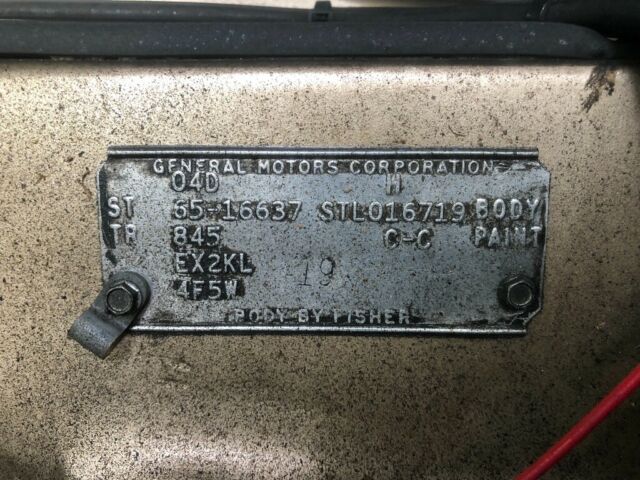 GENERAL MOTORS CORPORATION
04D H
ST 65-16637 STL016719 BODY
TR 845 C-C PAINT
EX2KL 19
4F5W
BODY BY FISHER